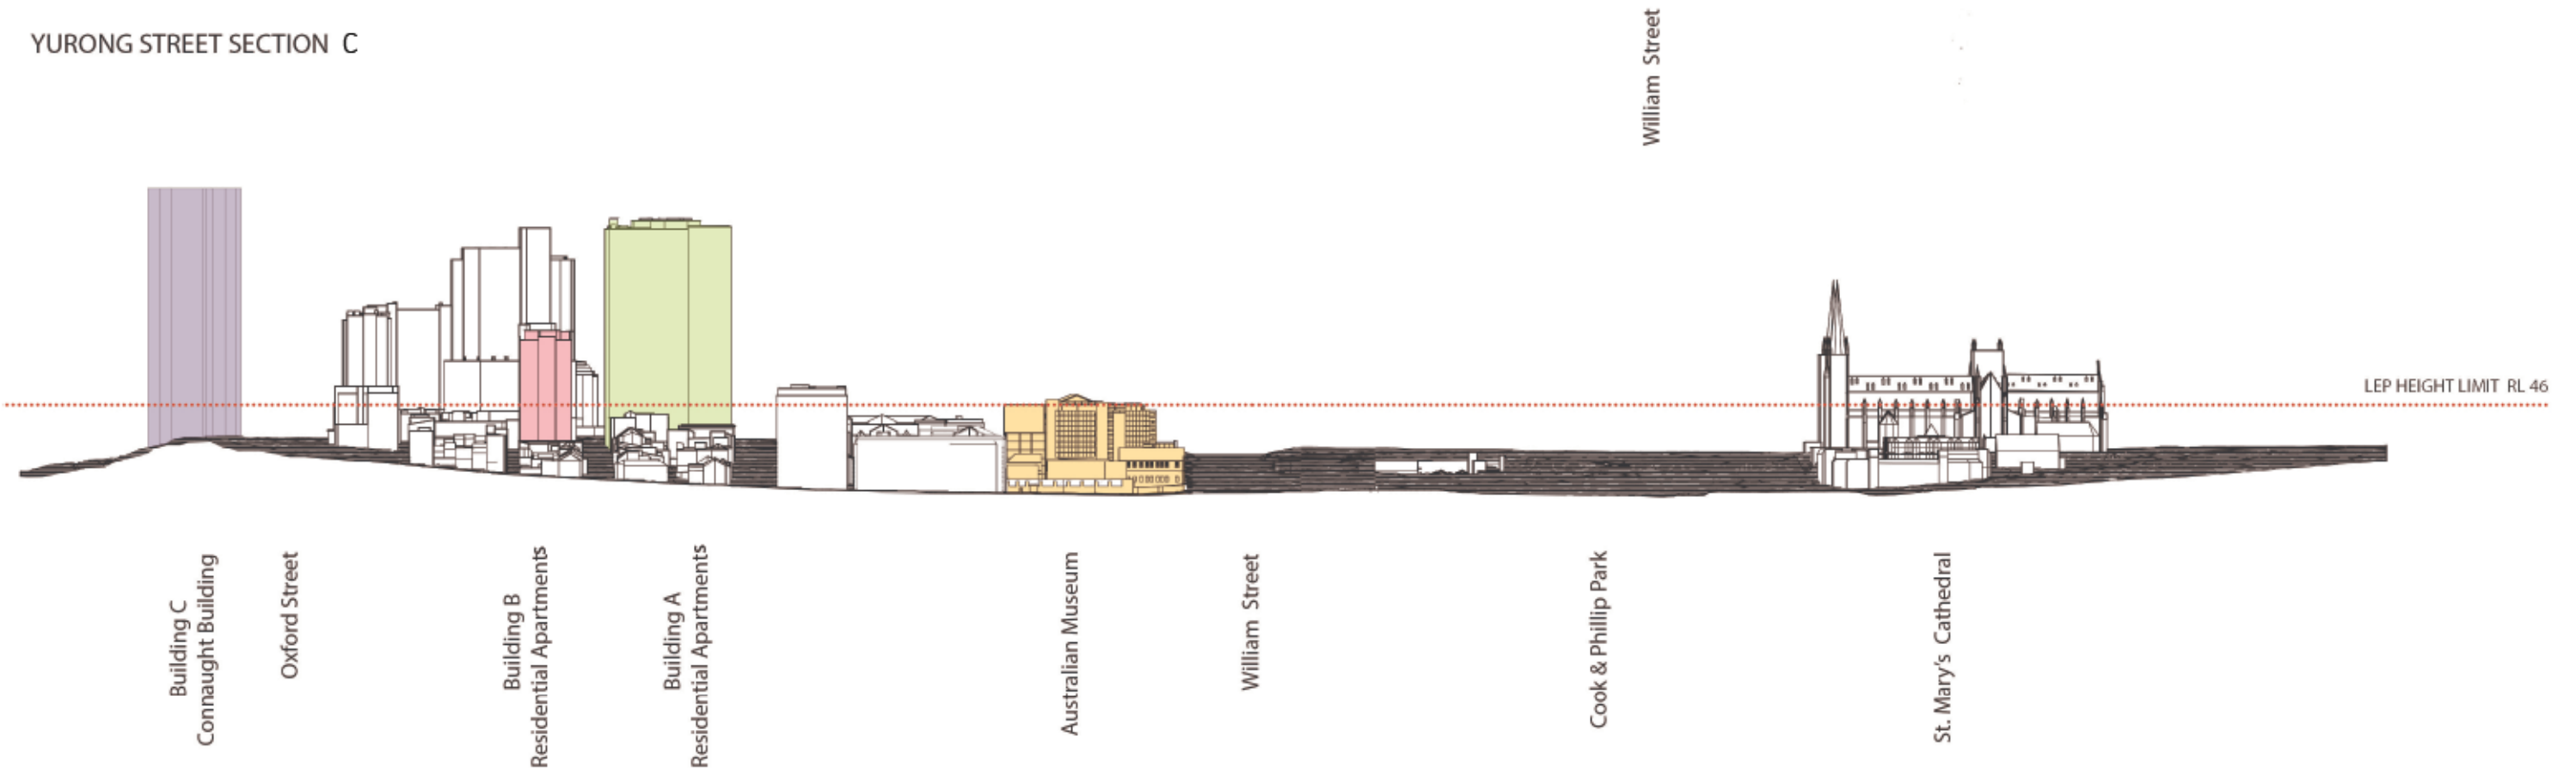 YURONG STREET SECTION C
William Street
LEP HEIGHT LIMIT RL 46
Building C
Connaught Building
Oxford Street
Building B
Residential Apartments
Building A
Residential Apartments
Australian Museum
William Street
Cook & Phillip Park
St. Mary's Cathedral